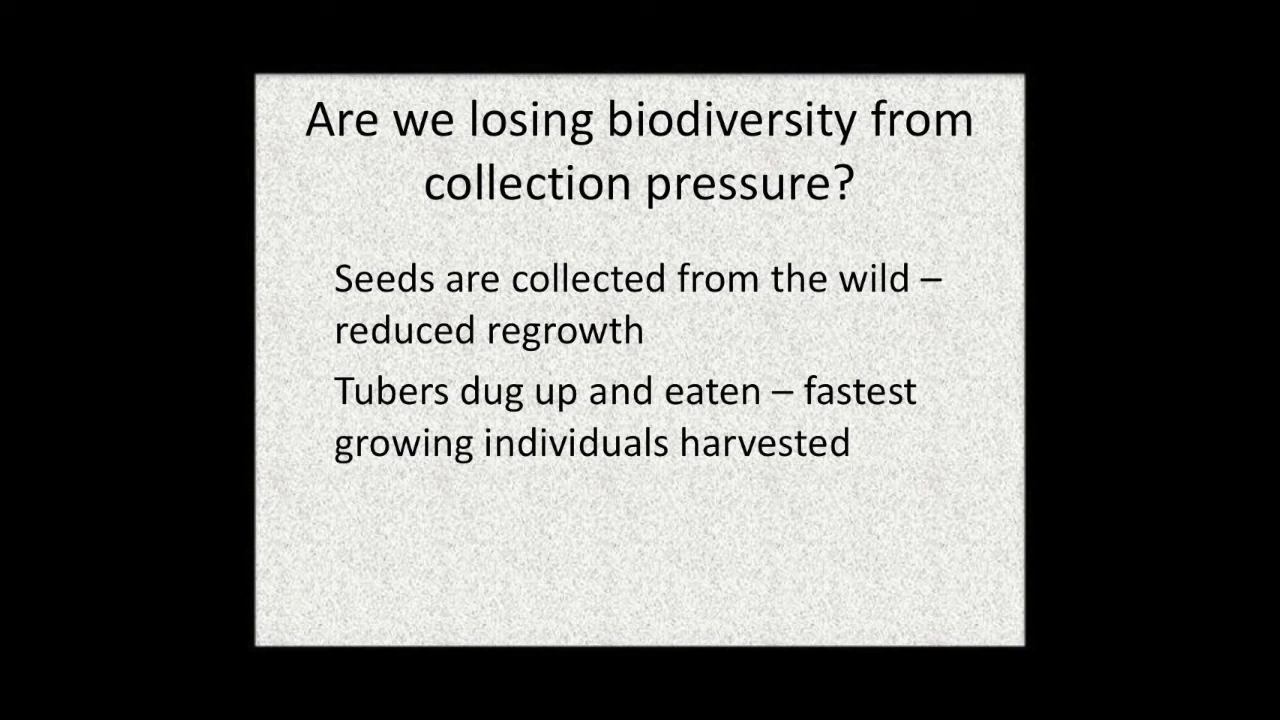 Are we losing biodiversity from
collection pressure?
Seeds are collected from the wild –
reduced regrowth
Tubers dug up and eaten – fastest
growing individuals harvested